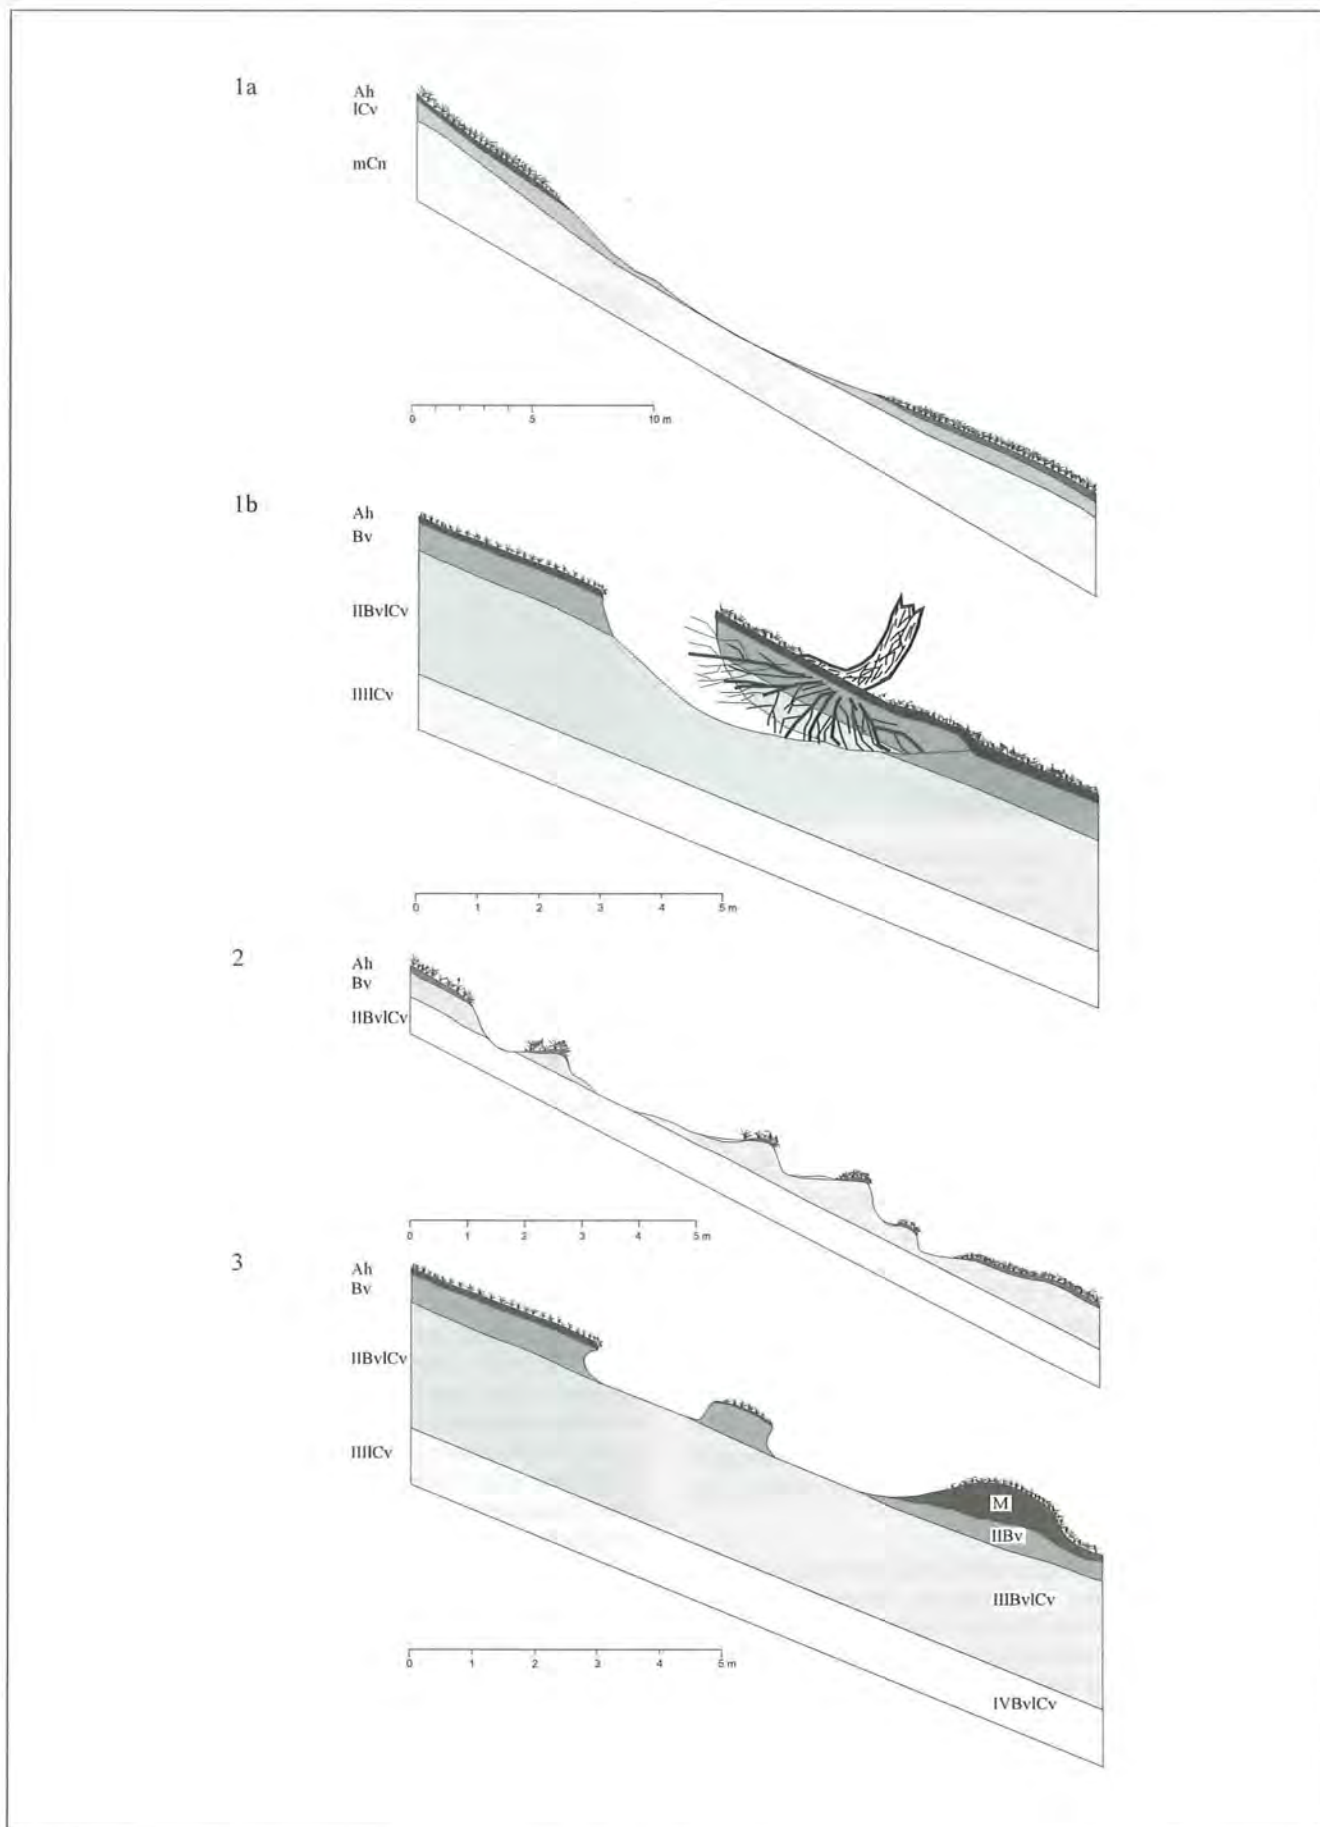 1a
Ah
lCv
mCn
0 5 10 m
1b
Ah
Bv
IIBvlCv
IIIlCv
0 1 2 3 4 5 m
2
Ah
Bv
IIBvlCv
0 1 2 3 4 5 m
3
Ah
Bv
IIBvlCv
IIIlCv
M
IIBv
IIIBvlCv
IVBvlCv
0 1 2 3 4 5 m